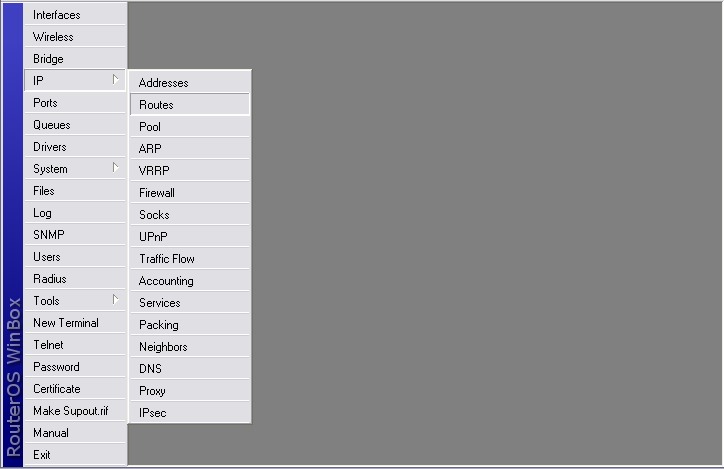 Interfaces
Wireless
Bridge
IP
Ports
Queues
Drivers
System
Files
Log
SNMP
Users
Radius
Tools
New Terminal
Telnet
Password
Certificate
Make Supout.rif
Manual
Exit
Addresses
Routes
Pool
ARP
VRRP
Firewall
Socks
UPnP
Traffic Flow
Accounting
Services
Packing
Neighbors
DNS
Proxy
IPsec
RouterOS WinBox